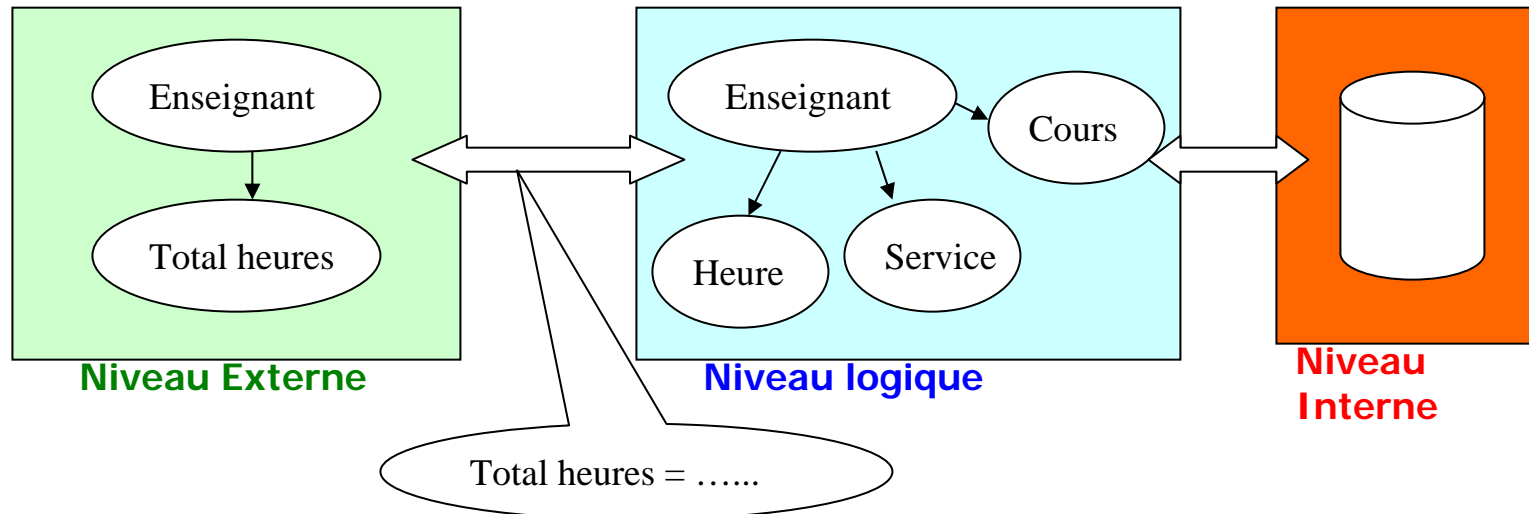 Enseignant
Total heures
Niveau Externe
Enseignant
Cours
Heure
Service
Niveau logique
Niveau
Interne
Total heures = …...